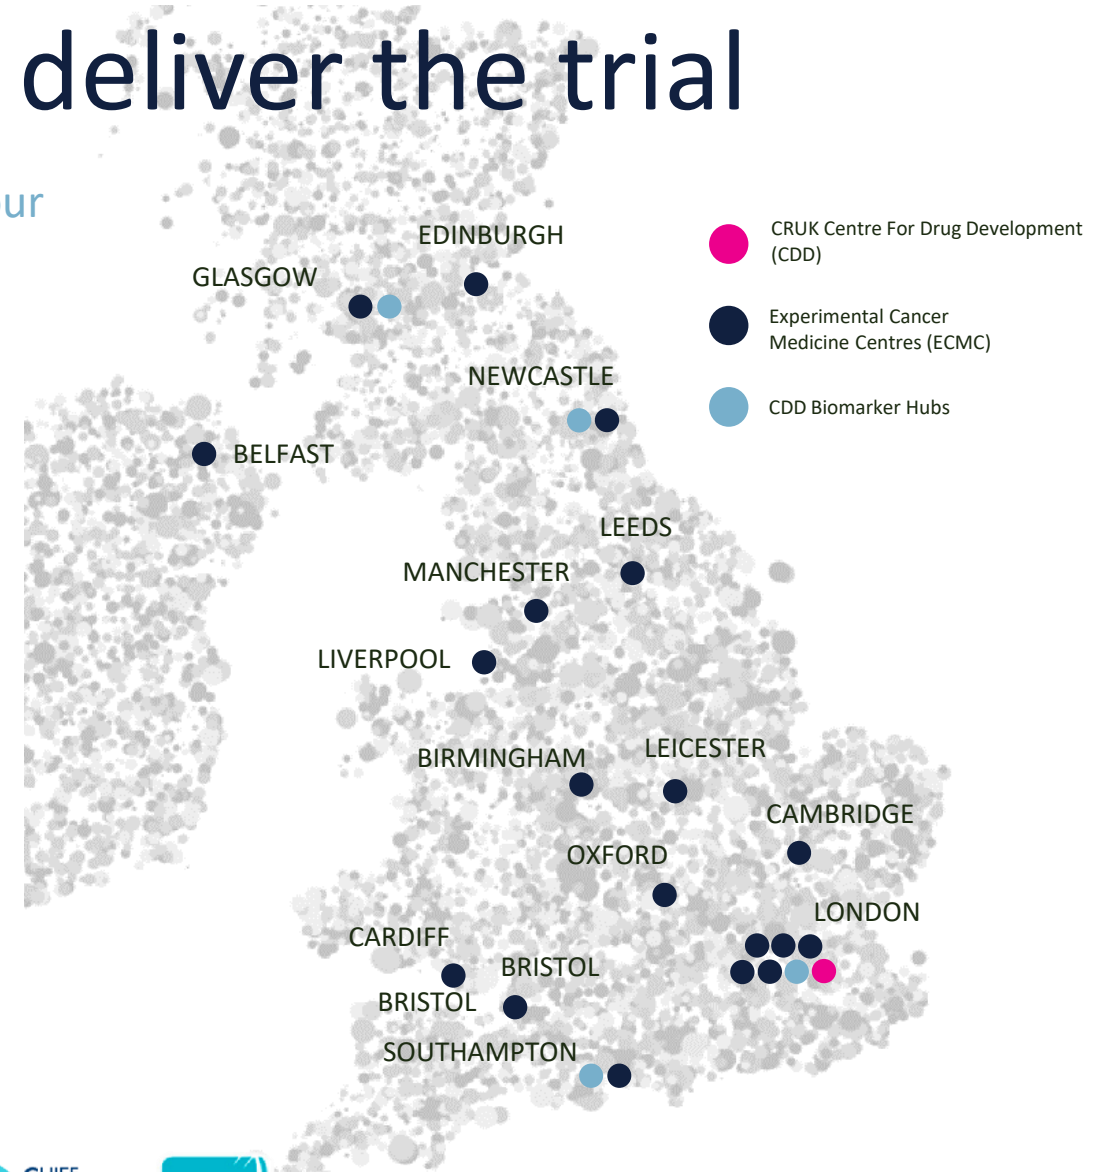 deliver the trial
ur
EDINBURGH
GLASGOW
NEWCASTLE
BELFAST
LEEDS
MANCHESTER
LIVERPOOL
BIRMINGHAM
LEICESTER
CAMBRIDGE
OXFORD
LONDON
CARDIFF
BRISTOL
BRISTOL
SOUTHAMPTON
CRUK Centre For Drug Development
(CDD)
Experimental Cancer
Medicine Centres (ECMC)
CDD Biomarker Hubs